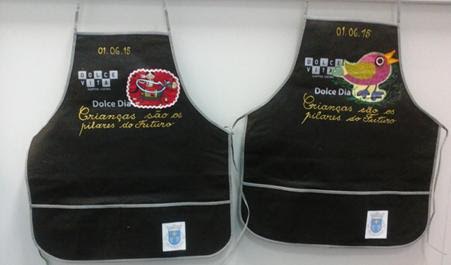 01.06.15
DOLCE
VITA
Dolce Dia
Crianças são os
pilares do Futuro
01.06.15
DOLCE
VITA
Dolce Dia
Crianças são os
pilares do Futuro